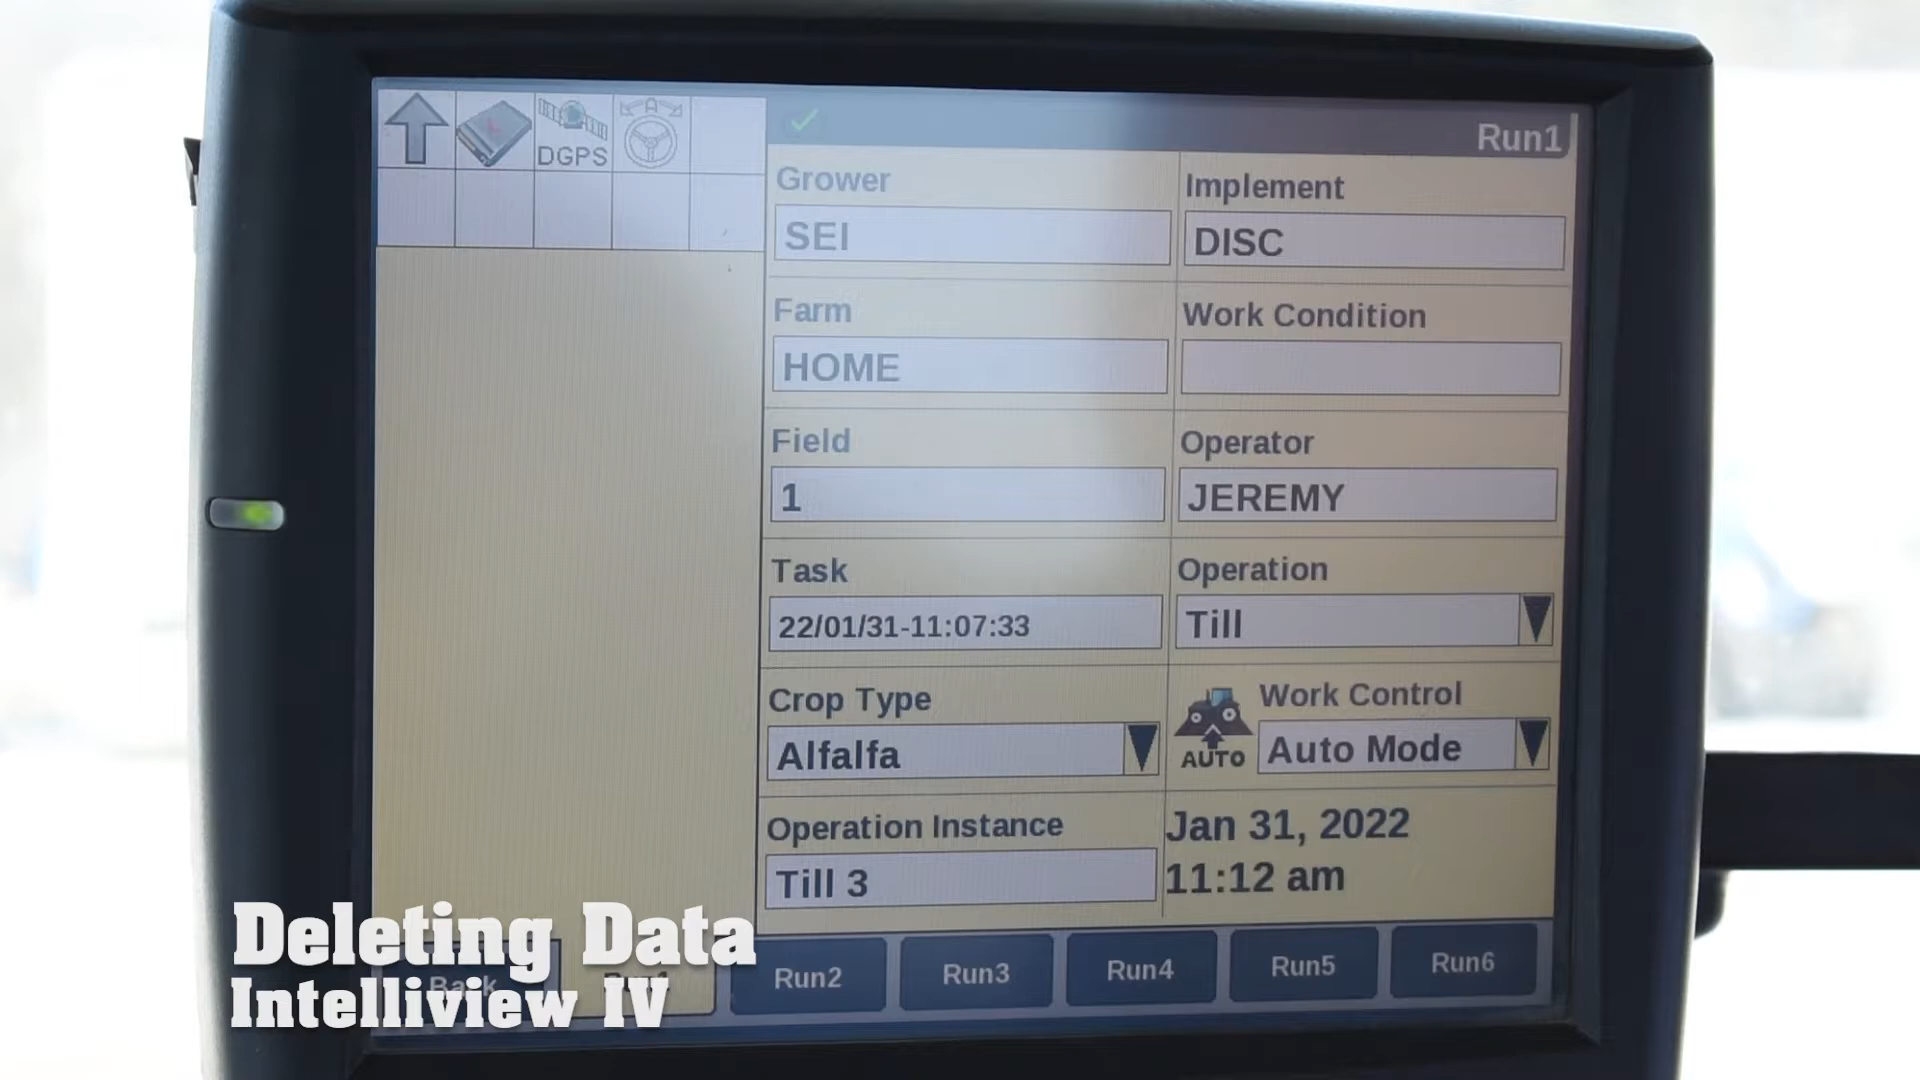 DGPS
Run1
Grower
SEI
Implement
DISC
Farm
HOME
Work Condition
Field
1
Operator
JEREMY
Task
22/01/31-11:07:33
Operation
Till
Crop Type
Alfalfa
AUTO
Work Control
Auto Mode
Operation Instance
Till 3
Jan 31, 2022
11:12 am
Back
Run1
Run2
Run3
Run4
Run5
Run6
Deleting Data
Intelliview IV